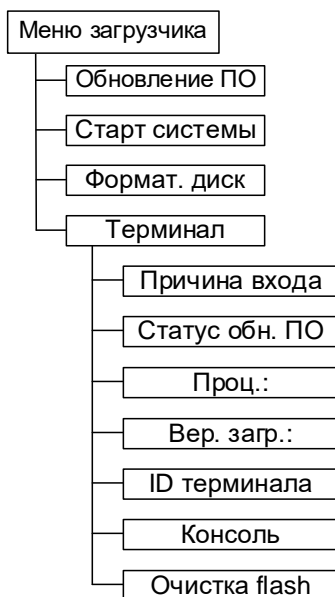 Меню загрузчика
Обновление ПО
Старт системы
Формат. диск
Терминал
Причина входа
Статус обн. ПО
Проц.:
Вер. загр.:
ID терминала
Консоль
Очистка flash